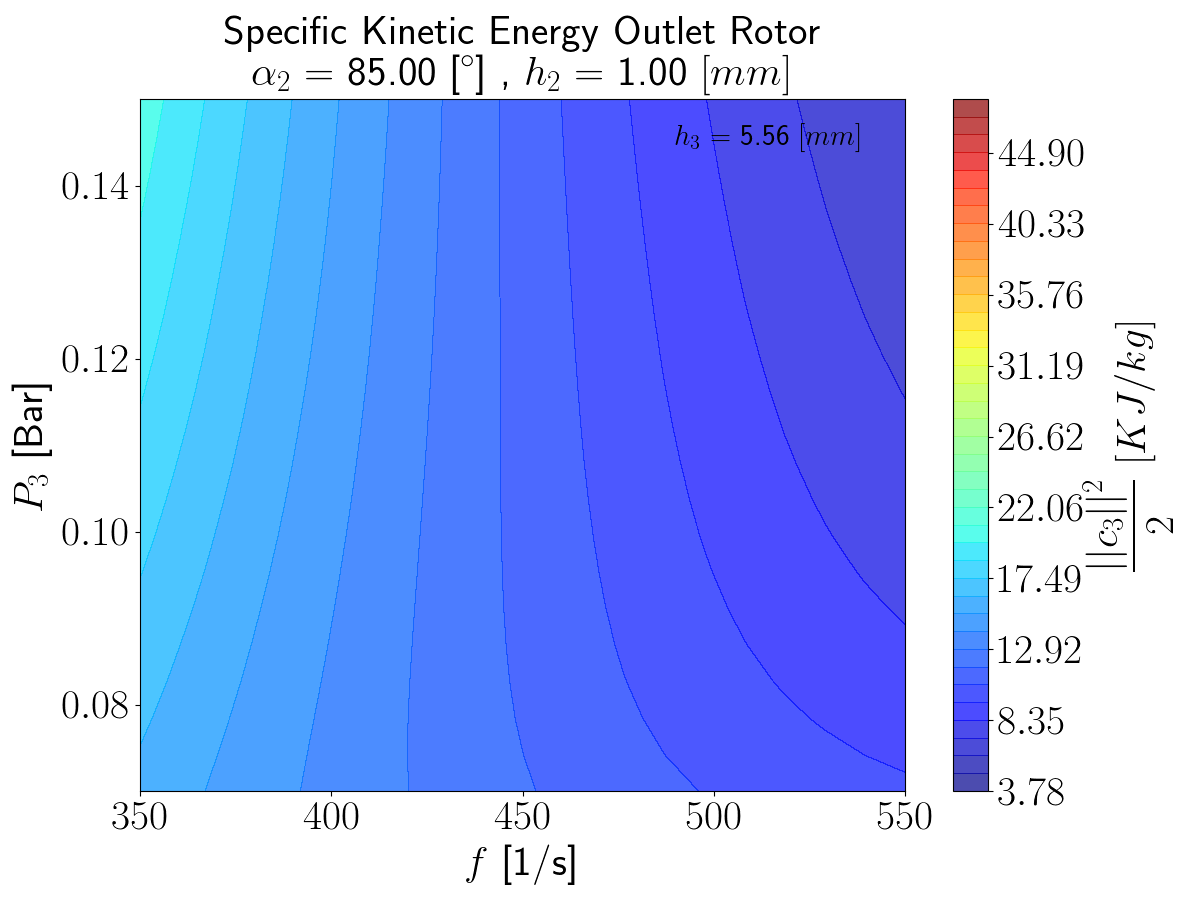 Specific Kinetic Energy Outlet Rotor
α₂ = 85.00 [°] , h₂ = 1.00 [mm]
h₃ = 5.56 [mm]
0.14
0.12
0.10
0.08
P₃ [Bar]
350 400 450 500 550
f [1/s]
44.90
40.33
35.76
31.19
26.62
22.06
17.49
12.92
8.35
3.78
||c₃||²/2 [KJ/kg]